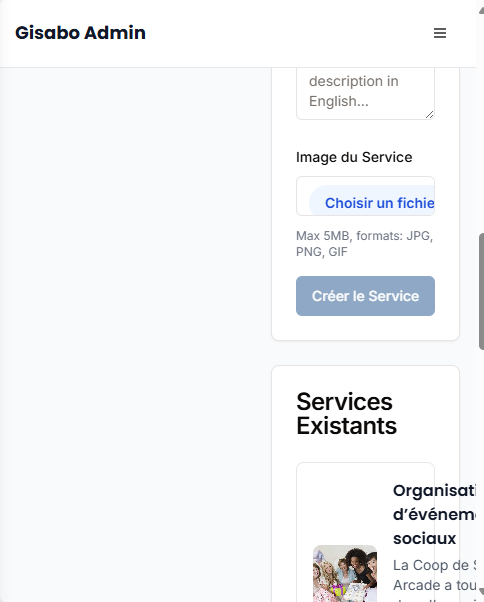 Gisabo Admin
description in
English...
Image du Service
Choisir un fichie
Max 5MB, formats: JPG,
PNG, GIF
Créer le Service
Services
Existants
Organisati
d’événeme
sociaux
La Coop de S
Arcade a tou